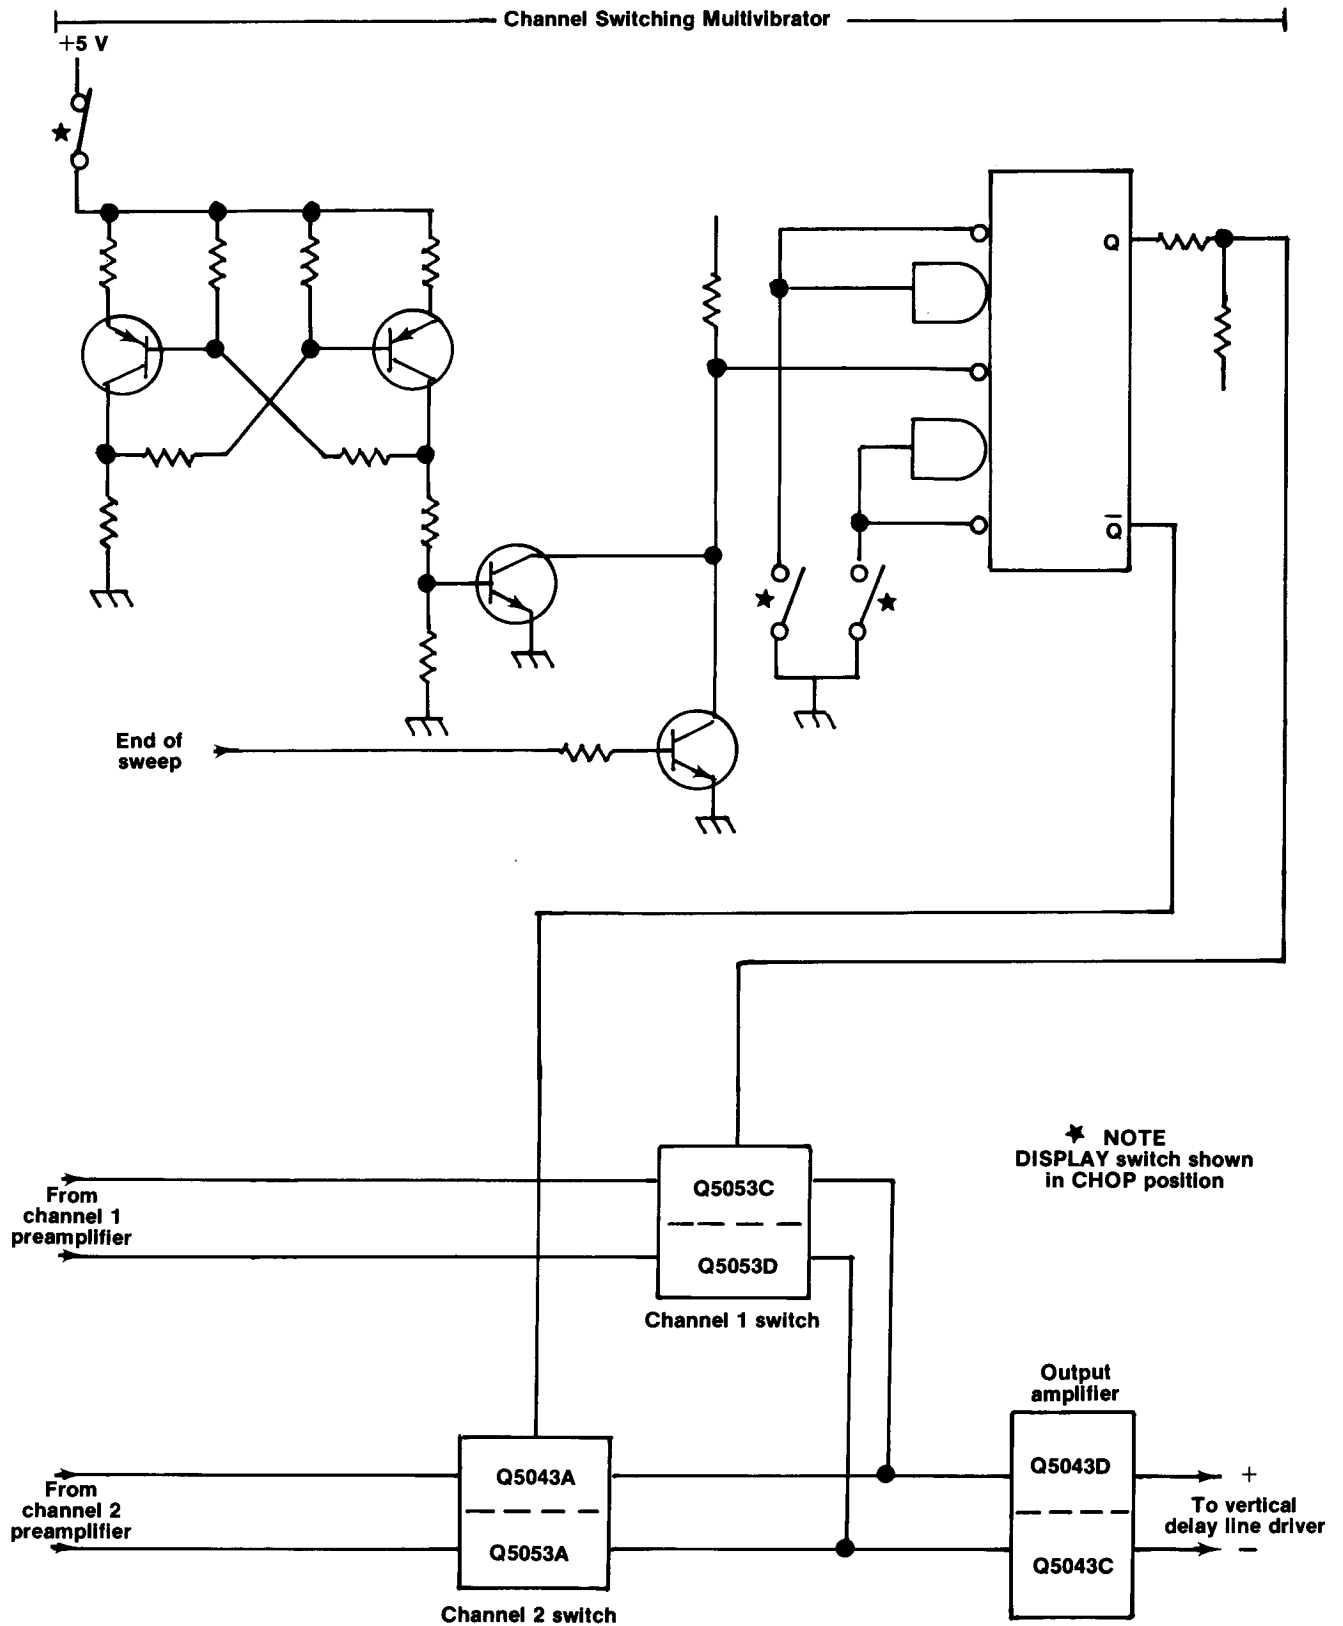 Channel Switching Multivibrator
+5 V
★
Q
Q̅
★
★
End of
sweep
★ NOTE
DISPLAY switch shown
in CHOP position
From
channel 1
preamplifier
Q5053C
Q5053D
Channel 1 switch
Output
amplifier
From
channel 2
preamplifier
Q5043A
Q5053A
Channel 2 switch
Q5043D
Q5043C
+
To vertical
delay line driver
−